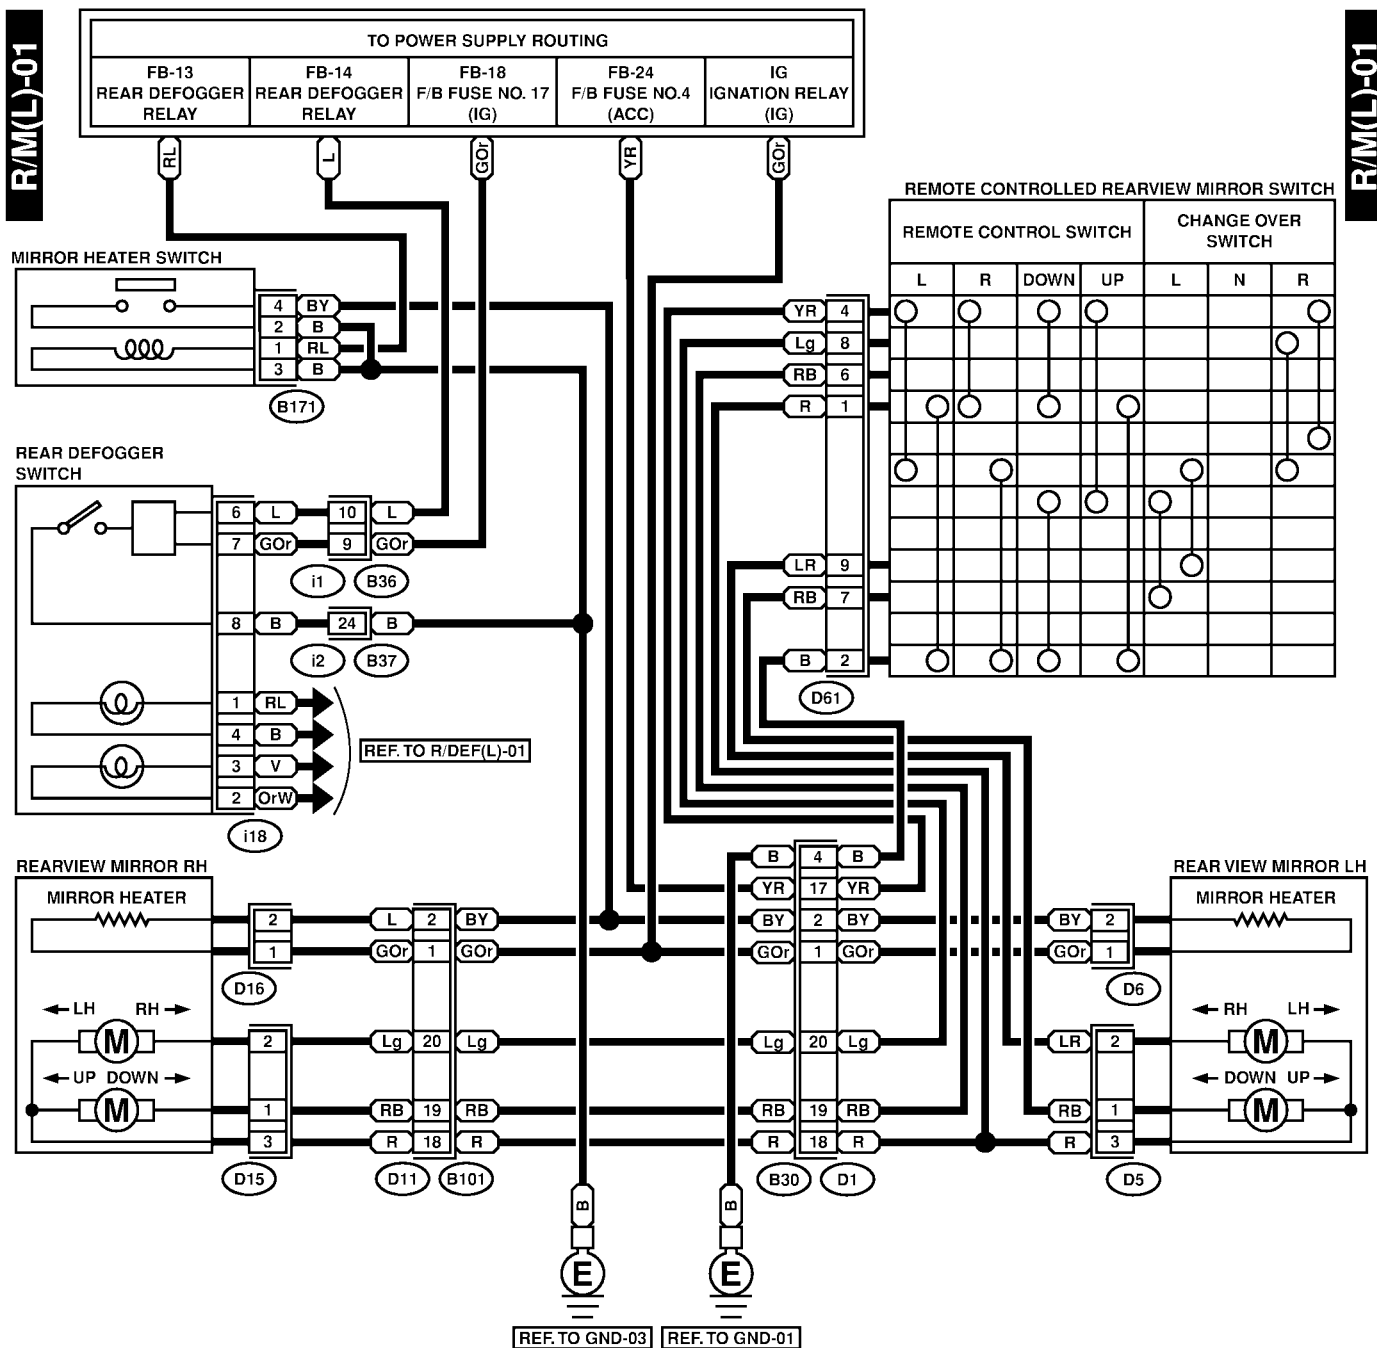 R/M(L)-01
R/M(L)-01
TO POWER SUPPLY ROUTING
FB-13
REAR DEFOGGER
RELAY
FB-14
REAR DEFOGGER
RELAY
FB-18
F/B FUSE NO. 17
(IG)
FB-24
F/B FUSE NO.4
(ACC)
IG
IGNATION RELAY
(IG)
RL
L
GOr
YR
GOr
REMOTE CONTROLLED REARVIEW MIRROR SWITCH
REMOTE CONTROL SWITCH
CHANGE OVER
SWITCH
L R DOWN UP L N R
MIRROR HEATER SWITCH
4 BY
2 B
1 RL
3 B
B171
YR 4
Lg 8
RB 6
R 1
LR 9
RB 7
B 2
D61
REAR DEFOGGER
SWITCH
6 L 10 L
7 GOr 9 GOr
i1 B36
8 B 24 B
i2 B37
1 RL
4 B
3 V
2 OrW
REF. TO R/DEF(L)-01
i18
REARVIEW MIRROR RH
MIRROR HEATER
2 L 2 BY
1 GOr 1 GOr
D16
LH RH
M
UP DOWN
M
2 Lg 20 Lg
1 RB 19 RB
3 R 18 R
D15 D11 B101
B 4 B
YR 17 YR
BY 2 BY
GOr 1 GOr
Lg 20 Lg
RB 19 RB
R 18 R
B30 D1
REAR VIEW MIRROR LH
MIRROR HEATER
BY 2
GOr 1
D6
RH LH
M
DOWN UP
M
LR 2
RB 1
R 3
D5
B
B
E
E
REF. TO GND-03
REF. TO GND-01